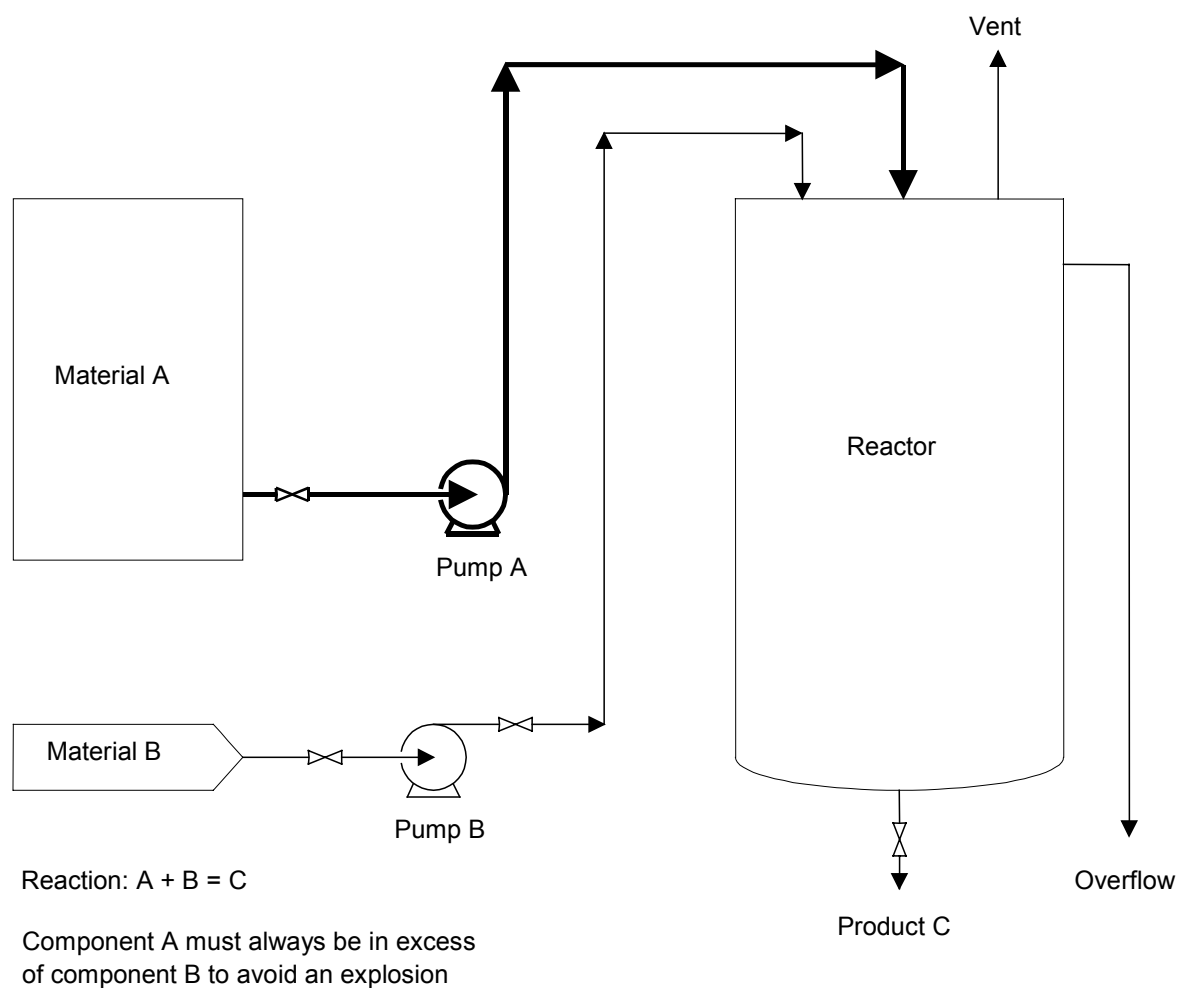 Vent
Material A
Reactor
Pump A
Material B
Pump B
Reaction: A + B = C
Overflow
Product C
Component A must always be in excess
of component B to avoid an explosion